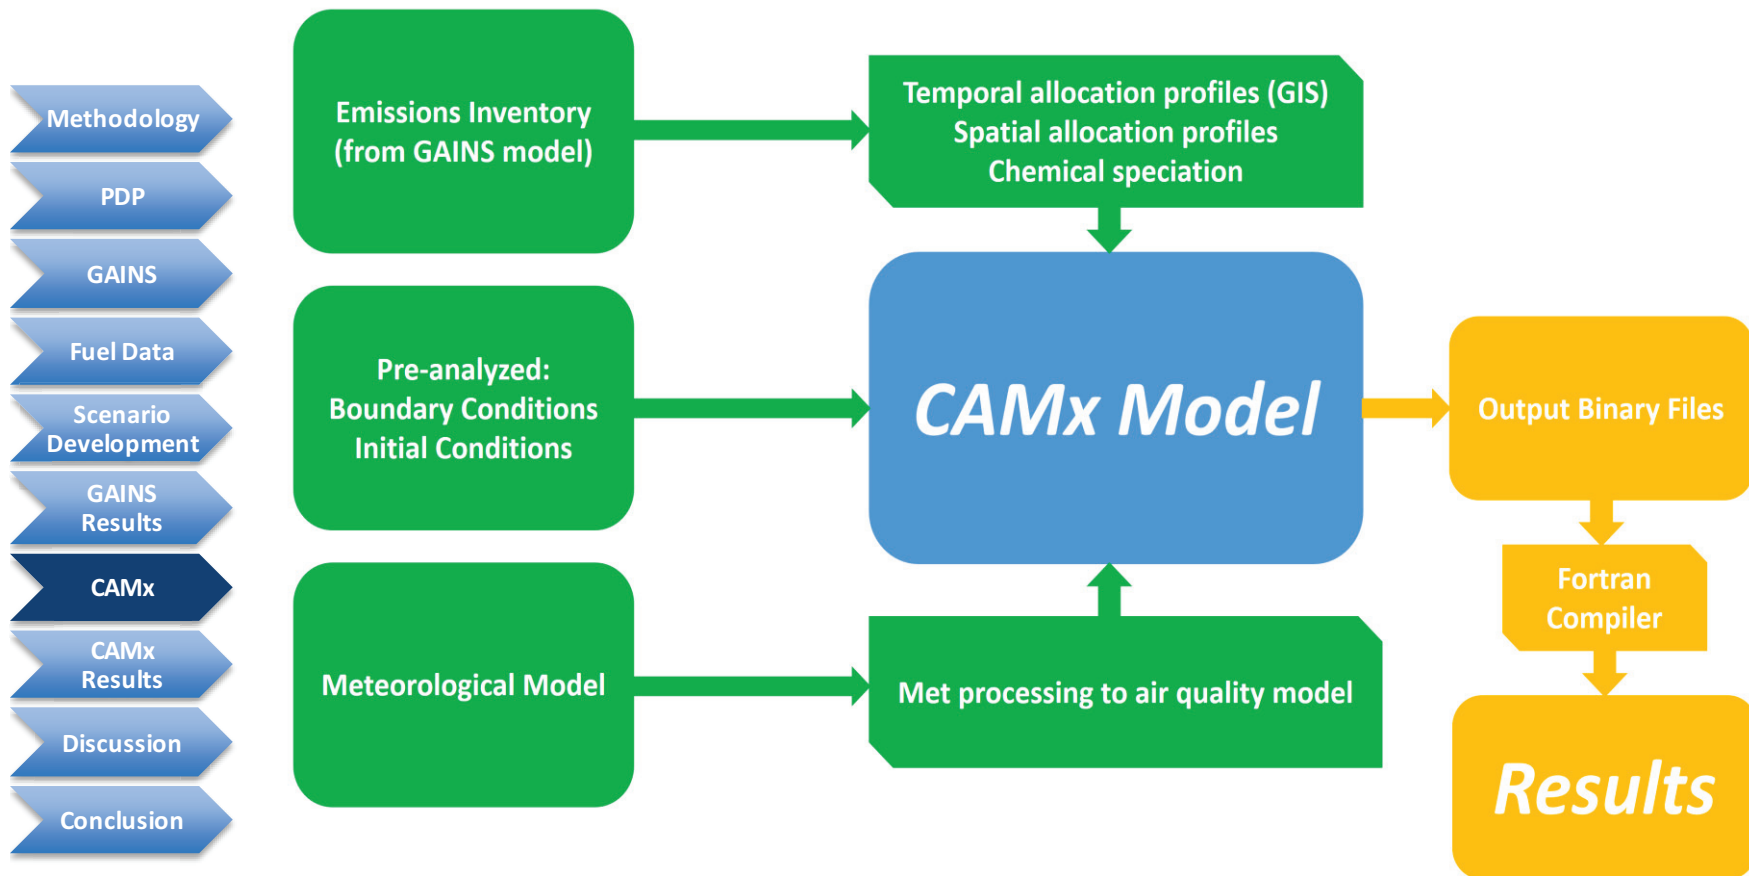 Methodology
PDP
GAINS
Fuel Data
Scenario
Development
GAINS
Results
CAMx
CAMx
Results
Discussion
Conclusion
Emissions Inventory
(from GAINS model)
Temporal allocation profiles (GIS)
Spatial allocation profiles
Chemical speciation
Pre-analyzed:
Boundary Conditions
Initial Conditions
CAMx Model
Output Binary Files
Fortran
Compiler
Meteorological Model
Met processing to air quality model
Results